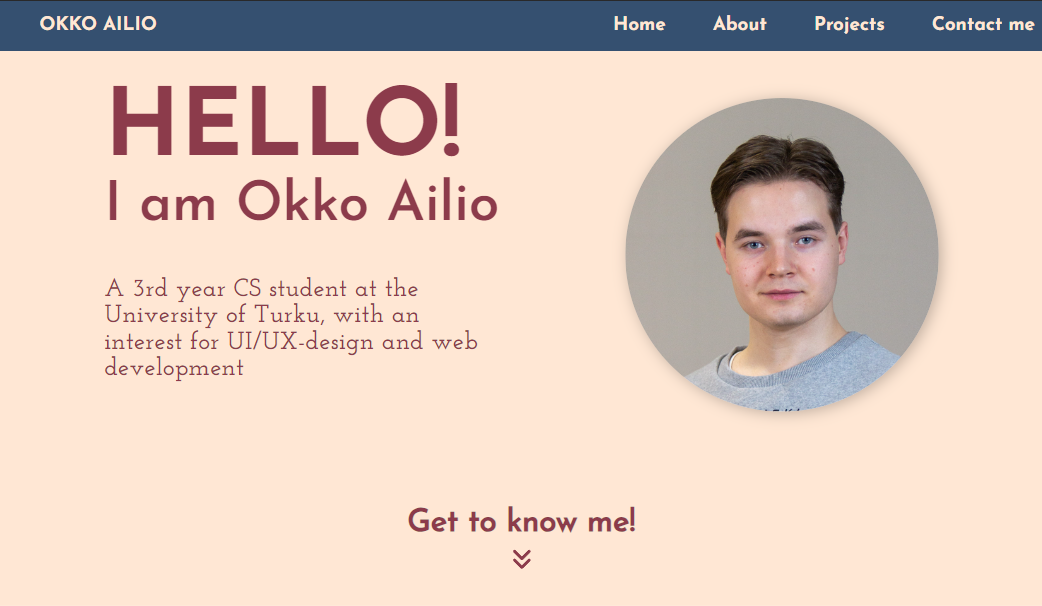 OKKO AILIO
Home About Projects Contact me
HELLO!
I am Okko Ailio
A 3rd year CS student at the
University of Turku, with an
interest for UI/UX-design and web
development
Get to know me!